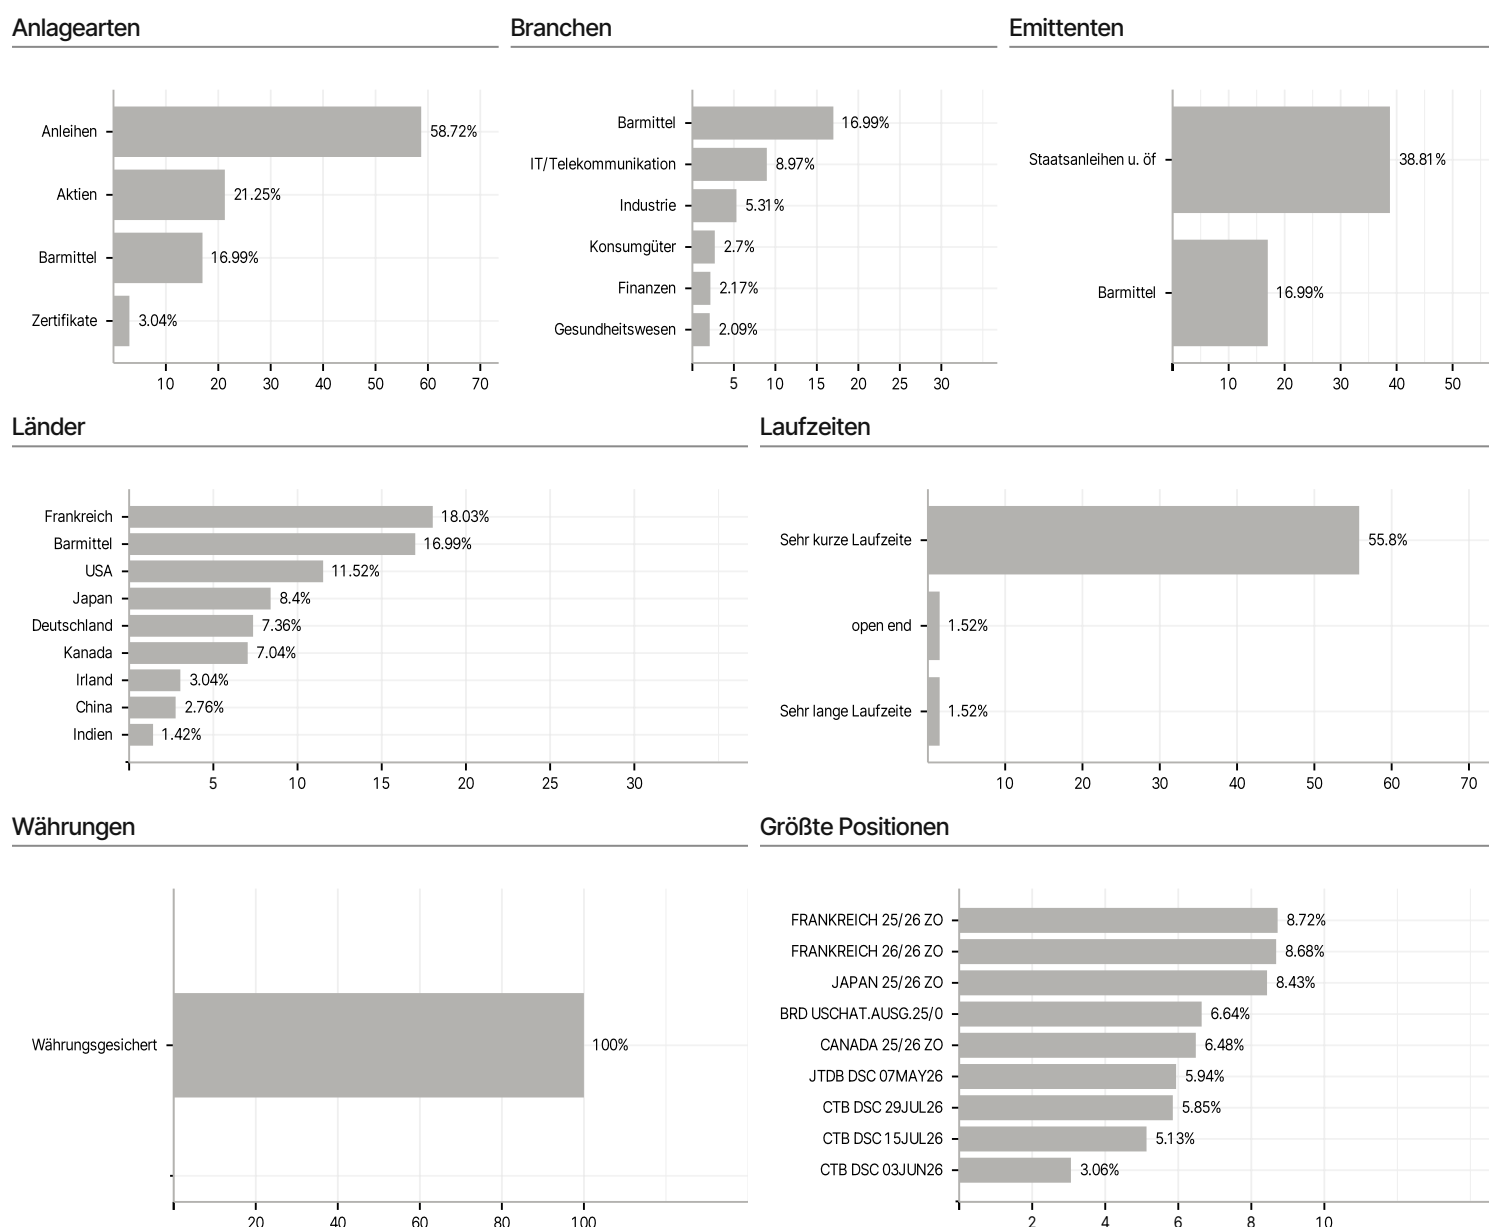 Anlagearten
Anleihen 58.72%
Aktien 21.25%
Barmittel 16.99%
Zertifikate 3.04%
10 20 30 40 50 60 70
Branchen
Barmittel 16.99%
IT/Telekommunikation 8.97%
Industrie 5.31%
Konsumgüter 2.7%
Finanzen 2.17%
Gesundheitswesen 2.09%
5 10 15 20 25 30
Emittenten
Staatsanleihen u. öf 38.81%
Barmittel 16.99%
10 20 30 40 50
Länder
Frankreich 18.03%
Barmittel 16.99%
USA 11.52%
Japan 8.4%
Deutschland 7.36%
Kanada 7.04%
Irland 3.04%
China 2.76%
Indien 1.42%
5 10 15 20 25 30
Laufzeiten
Sehr kurze Laufzeite 55.8%
open end 1.52%
Sehr lange Laufzeite 1.52%
10 20 30 40 50 60 70
Währungen
Währungsgesichert 100%
20 40 60 80 100
Größte Positionen
FRANKREICH 25/26 ZO 8.72%
FRANKREICH 26/26 ZO 8.68%
JAPAN 25/26 ZO 8.43%
BRD USCHAT.AUSG.25/0 6.64%
CANADA 25/26 ZO 6.48%
JTDB DSC 07MAY26 5.94%
CTB DSC 29JUL26 5.85%
CTB DSC 15JUL26 5.13%
CTB DSC 03JUN26 3.06%
2 4 6 8 10